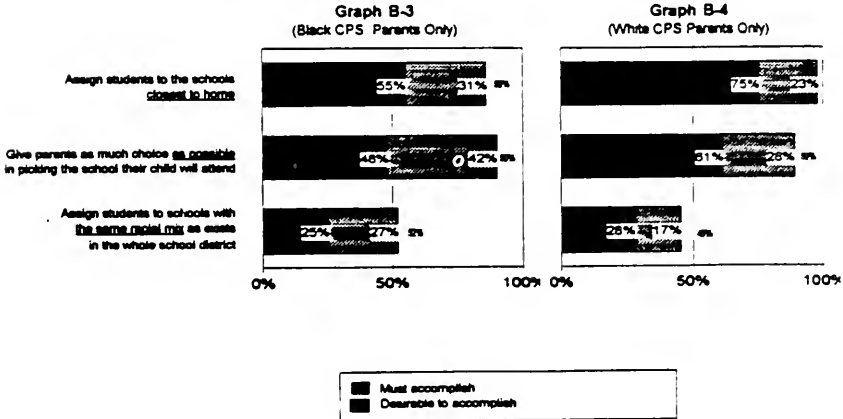 Graph B-3
(Black CPS Parents Only)
Graph B-4
(White CPS Parents Only)
Assign students to the schools
closest to home
55%
31%
75%
23%
Give parents as much choice as possible
in picking the school their child will attend
48%
42%
61%
28%
Assign students to schools with
the same racial mix as exists
in the whole school district
25%
27%
52%
28%
17%
0%
50%
100%
0%
50%
100%
Must accomplish
Desirable to accomplish